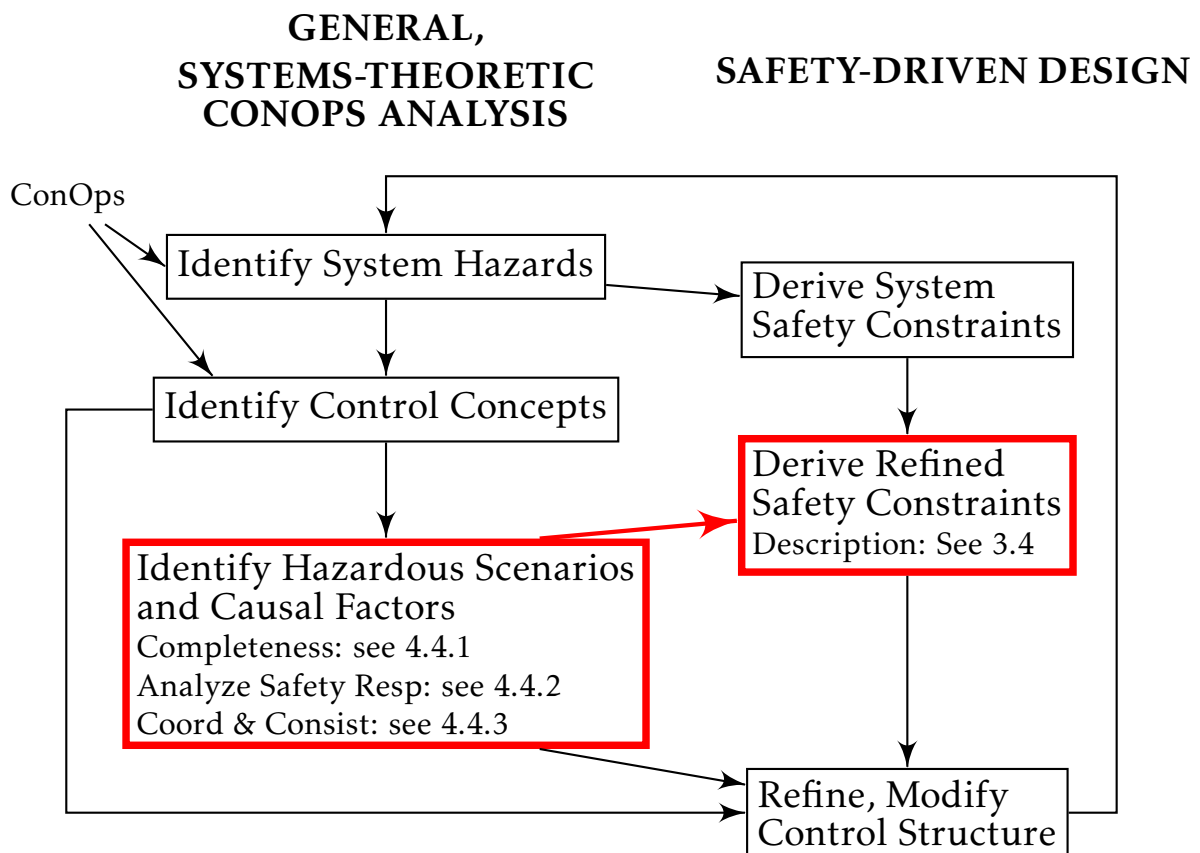 GENERAL,
SYSTEMS-THEORETIC
CONOPS ANALYSIS
SAFETY-DRIVEN DESIGN
ConOps
Identify System Hazards
Derive System
Safety Constraints
Identify Control Concepts
Derive Refined
Safety Constraints
Description: See 3.4
Identify Hazardous Scenarios
and Causal Factors
Completeness: see 4.4.1
Analyze Safety Resp: see 4.4.2
Coord & Consist: see 4.4.3
Refine, Modify
Control Structure